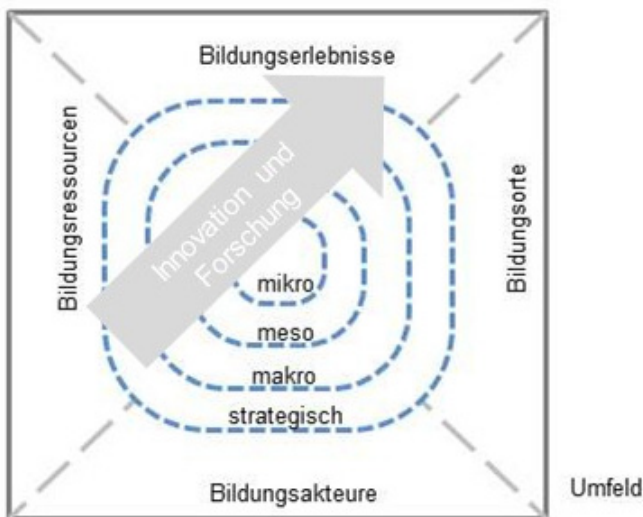 Bildungserlebnisse
Bildungsressourcen
Innovation und
Forschung
Bildungsorte
mikro
meso
makro
strategisch
Bildungsakteure
Umfeld